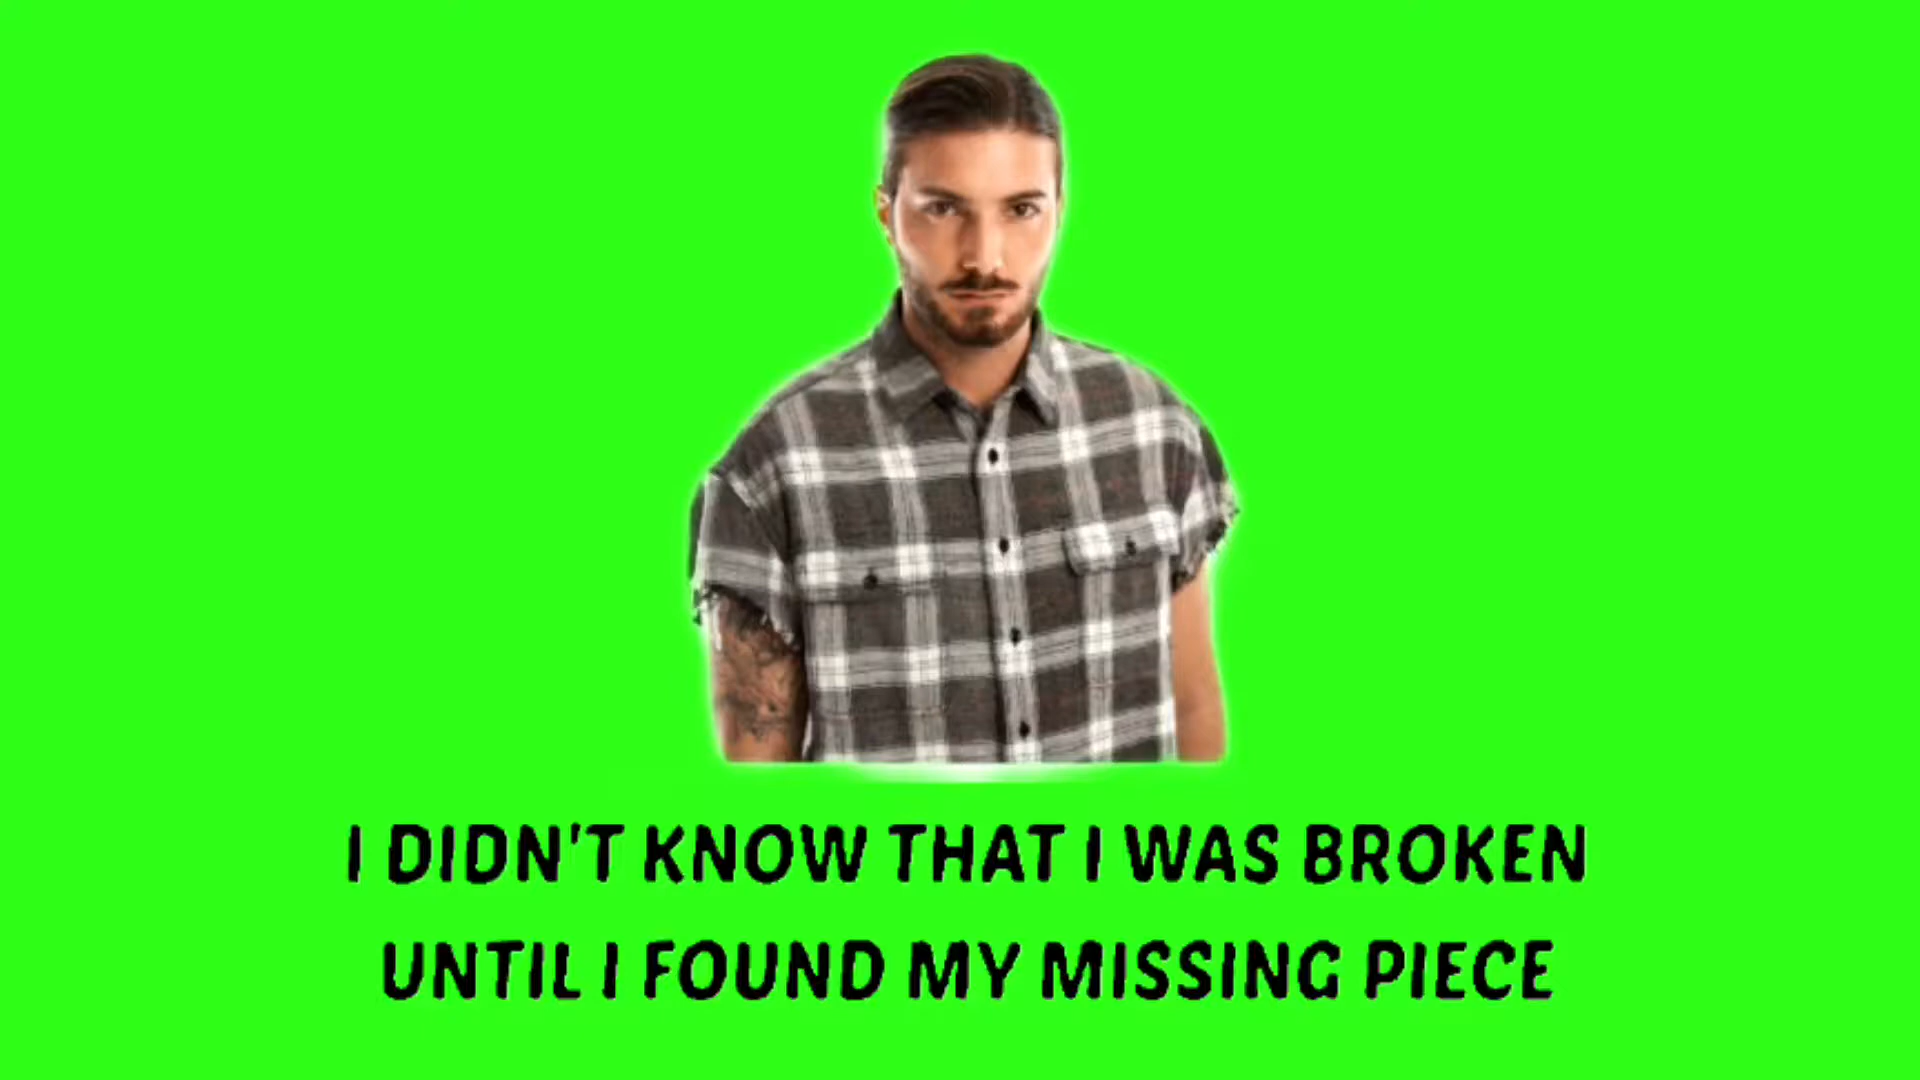 I DIDN'T KNOW THAT I WAS BROKEN
UNTIL I FOUND MY MISSING PIECE